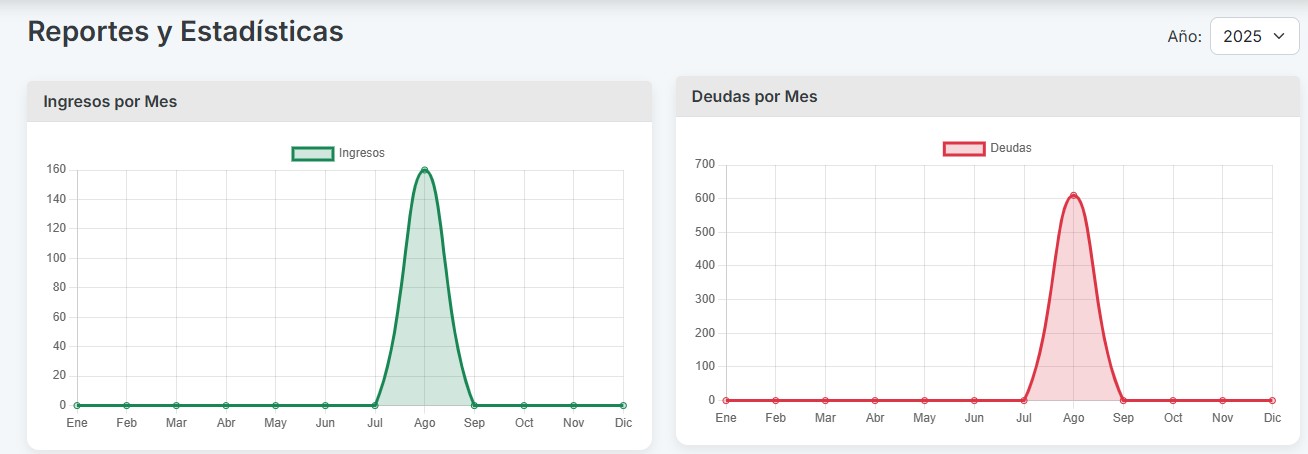 Reportes y Estadísticas
Año: 2025
Ingresos por Mes
Ingresos
160
140
120
100
80
60
40
20
0
Ene Feb Mar Abr May Jun Jul Ago Sep Oct Nov Dic
Deudas por Mes
Deudas
700
600
500
400
300
200
100
0
Ene Feb Mar Abr May Jun Jul Ago Sep Oct Nov Dic